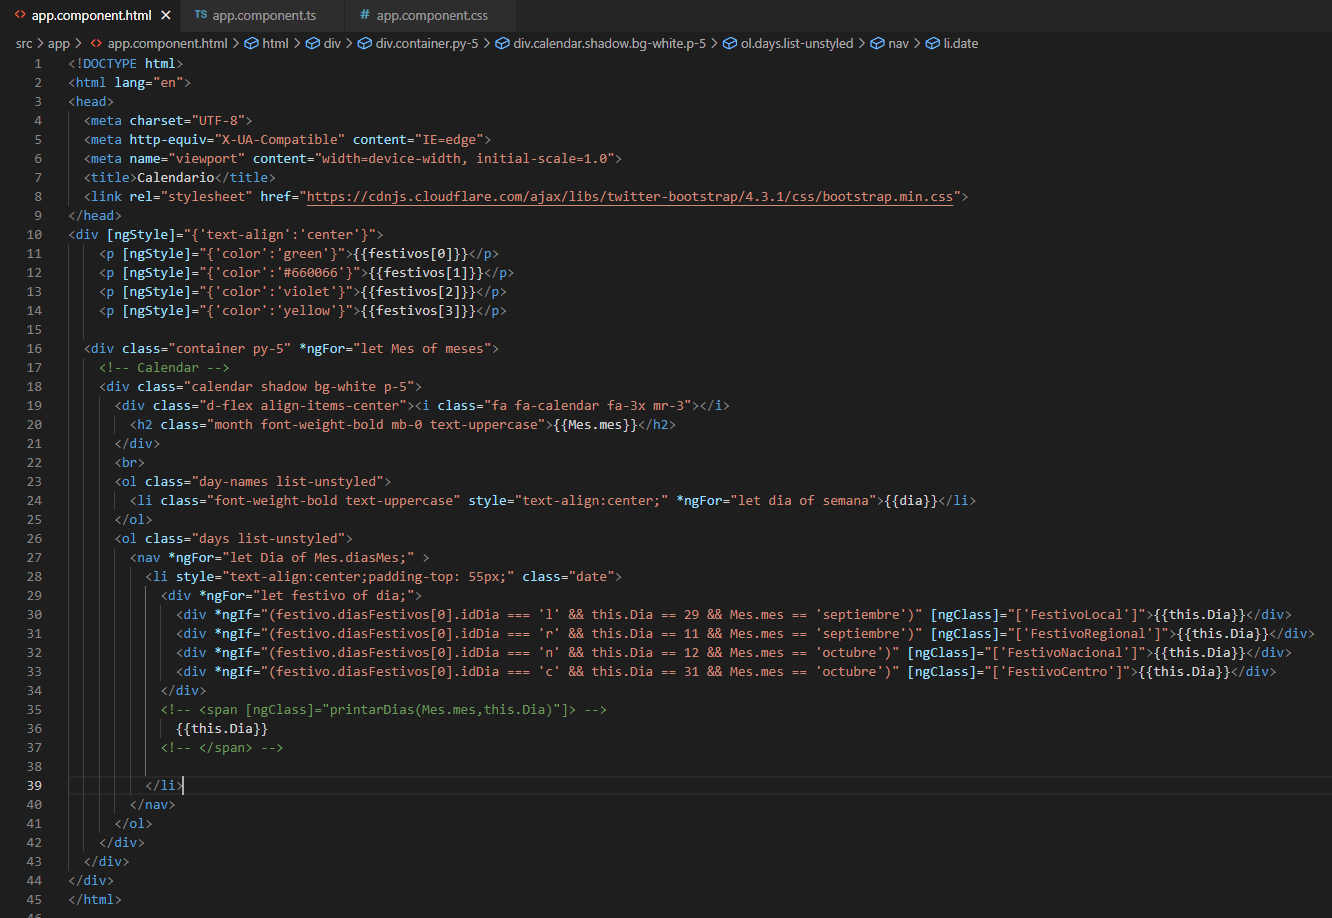 <> app.component.html ✕ TS app.component.ts # app.component.css
src > app > <> app.component.html > html > div > div.container.py-5 > div.calendar.shadow.bg-white.p-5 > ol.days.list-unstyled > nav > li.date
1 <!DOCTYPE html>
2 <html lang="en">
3 <head>
4 <meta charset="UTF-8">
5 <meta http-equiv="X-UA-Compatible" content="IE=edge">
6 <meta name="viewport" content="width=device-width, initial-scale=1.0">
7 <title>Calendario</title>
8 <link rel="stylesheet" href="https://cdnjs.cloudflare.com/ajax/libs/twitter-bootstrap/4.3.1/css/bootstrap.min.css">
9 </head>
10 <div [ngStyle]="{'text-align':'center'}">
11 <p [ngStyle]="{'color':'green'}">{{festivos[0]}}</p>
12 <p [ngStyle]="{'color':'#660066'}">{{festivos[1]}}</p>
13 <p [ngStyle]="{'color':'violet'}">{{festivos[2]}}</p>
14 <p [ngStyle]="{'color':'yellow'}">{{festivos[3]}}</p>
15
16 <div class="container py-5" *ngFor="let Mes of meses">
17 <!-- Calendar -->
18 <div class="calendar shadow bg-white p-5">
19 <div class="d-flex align-items-center"><i class="fa fa-calendar fa-3x mr-3"></i>
20 <h2 class="month font-weight-bold mb-0 text-uppercase">{{Mes.mes}}</h2>
21 </div>
22 <br>
23 <ol class="day-names list-unstyled">
24 <li class="font-weight-bold text-uppercase" style="text-align:center;" *ngFor="let dia of semana">{{dia}}</li>
25 </ol>
26 <ol class="days list-unstyled">
27 <nav *ngFor="let Dia of Mes.diasMes;" >
28 <li style="text-align:center;padding-top: 55px;" class="date">
29 <div *ngFor="let festivo of dia;">
30 <div *ngIf="(festivo.diasFestivos[0].idDia === 'l' && this.Dia == 29 && Mes.mes == 'septiembre')" [ngClass]="['FestivoLocal']">{{this.Dia}}</div>
31 <div *ngIf="(festivo.diasFestivos[0].idDia === 'r' && this.Dia == 11 && Mes.mes == 'septiembre')" [ngClass]="['FestivoRegional']">{{this.Dia}}</div>
32 <div *ngIf="(festivo.diasFestivos[0].idDia === 'n' && this.Dia == 12 && Mes.mes == 'octubre')" [ngClass]="['FestivoNacional']">{{this.Dia}}</div>
33 <div *ngIf="(festivo.diasFestivos[0].idDia === 'c' && this.Dia == 31 && Mes.mes == 'octubre')" [ngClass]="['FestivoCentro']">{{this.Dia}}</div>
34 </div>
35 <!-- <span [ngClass]="printarDias(Mes.mes,this.Dia)"]> -->
36 {{this.Dia}}
37 <!-- </span> -->
38
39 </li>
40 </nav>
41 </ol>
42 </div>
43 </div>
44 </div>
45 </html>
46